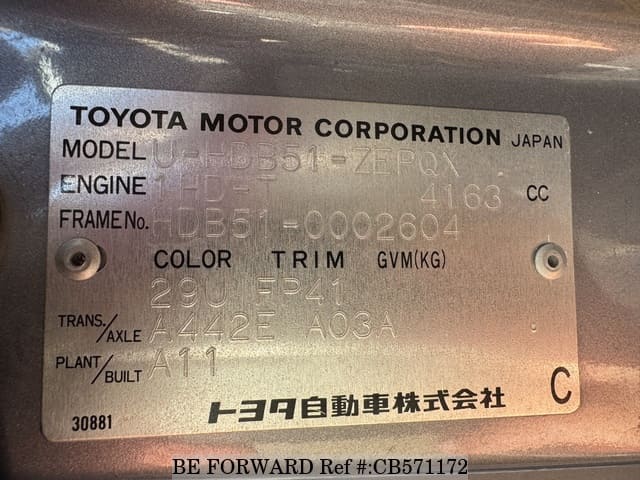 TOYOTA MOTOR CORPORATION JAPAN
MODEL U-HDB51-ZEPQX
ENGINE 1HD-T 4163 CC
FRAME No. HDB51-0002604
COLOR TRIM GVM(KG)
29U FP41
TRANS./AXLE A442E A03A
PLANT/BUILT A11
30881 トヨタ自動車株式会社 C
BE FORWARD Ref #:CB571172